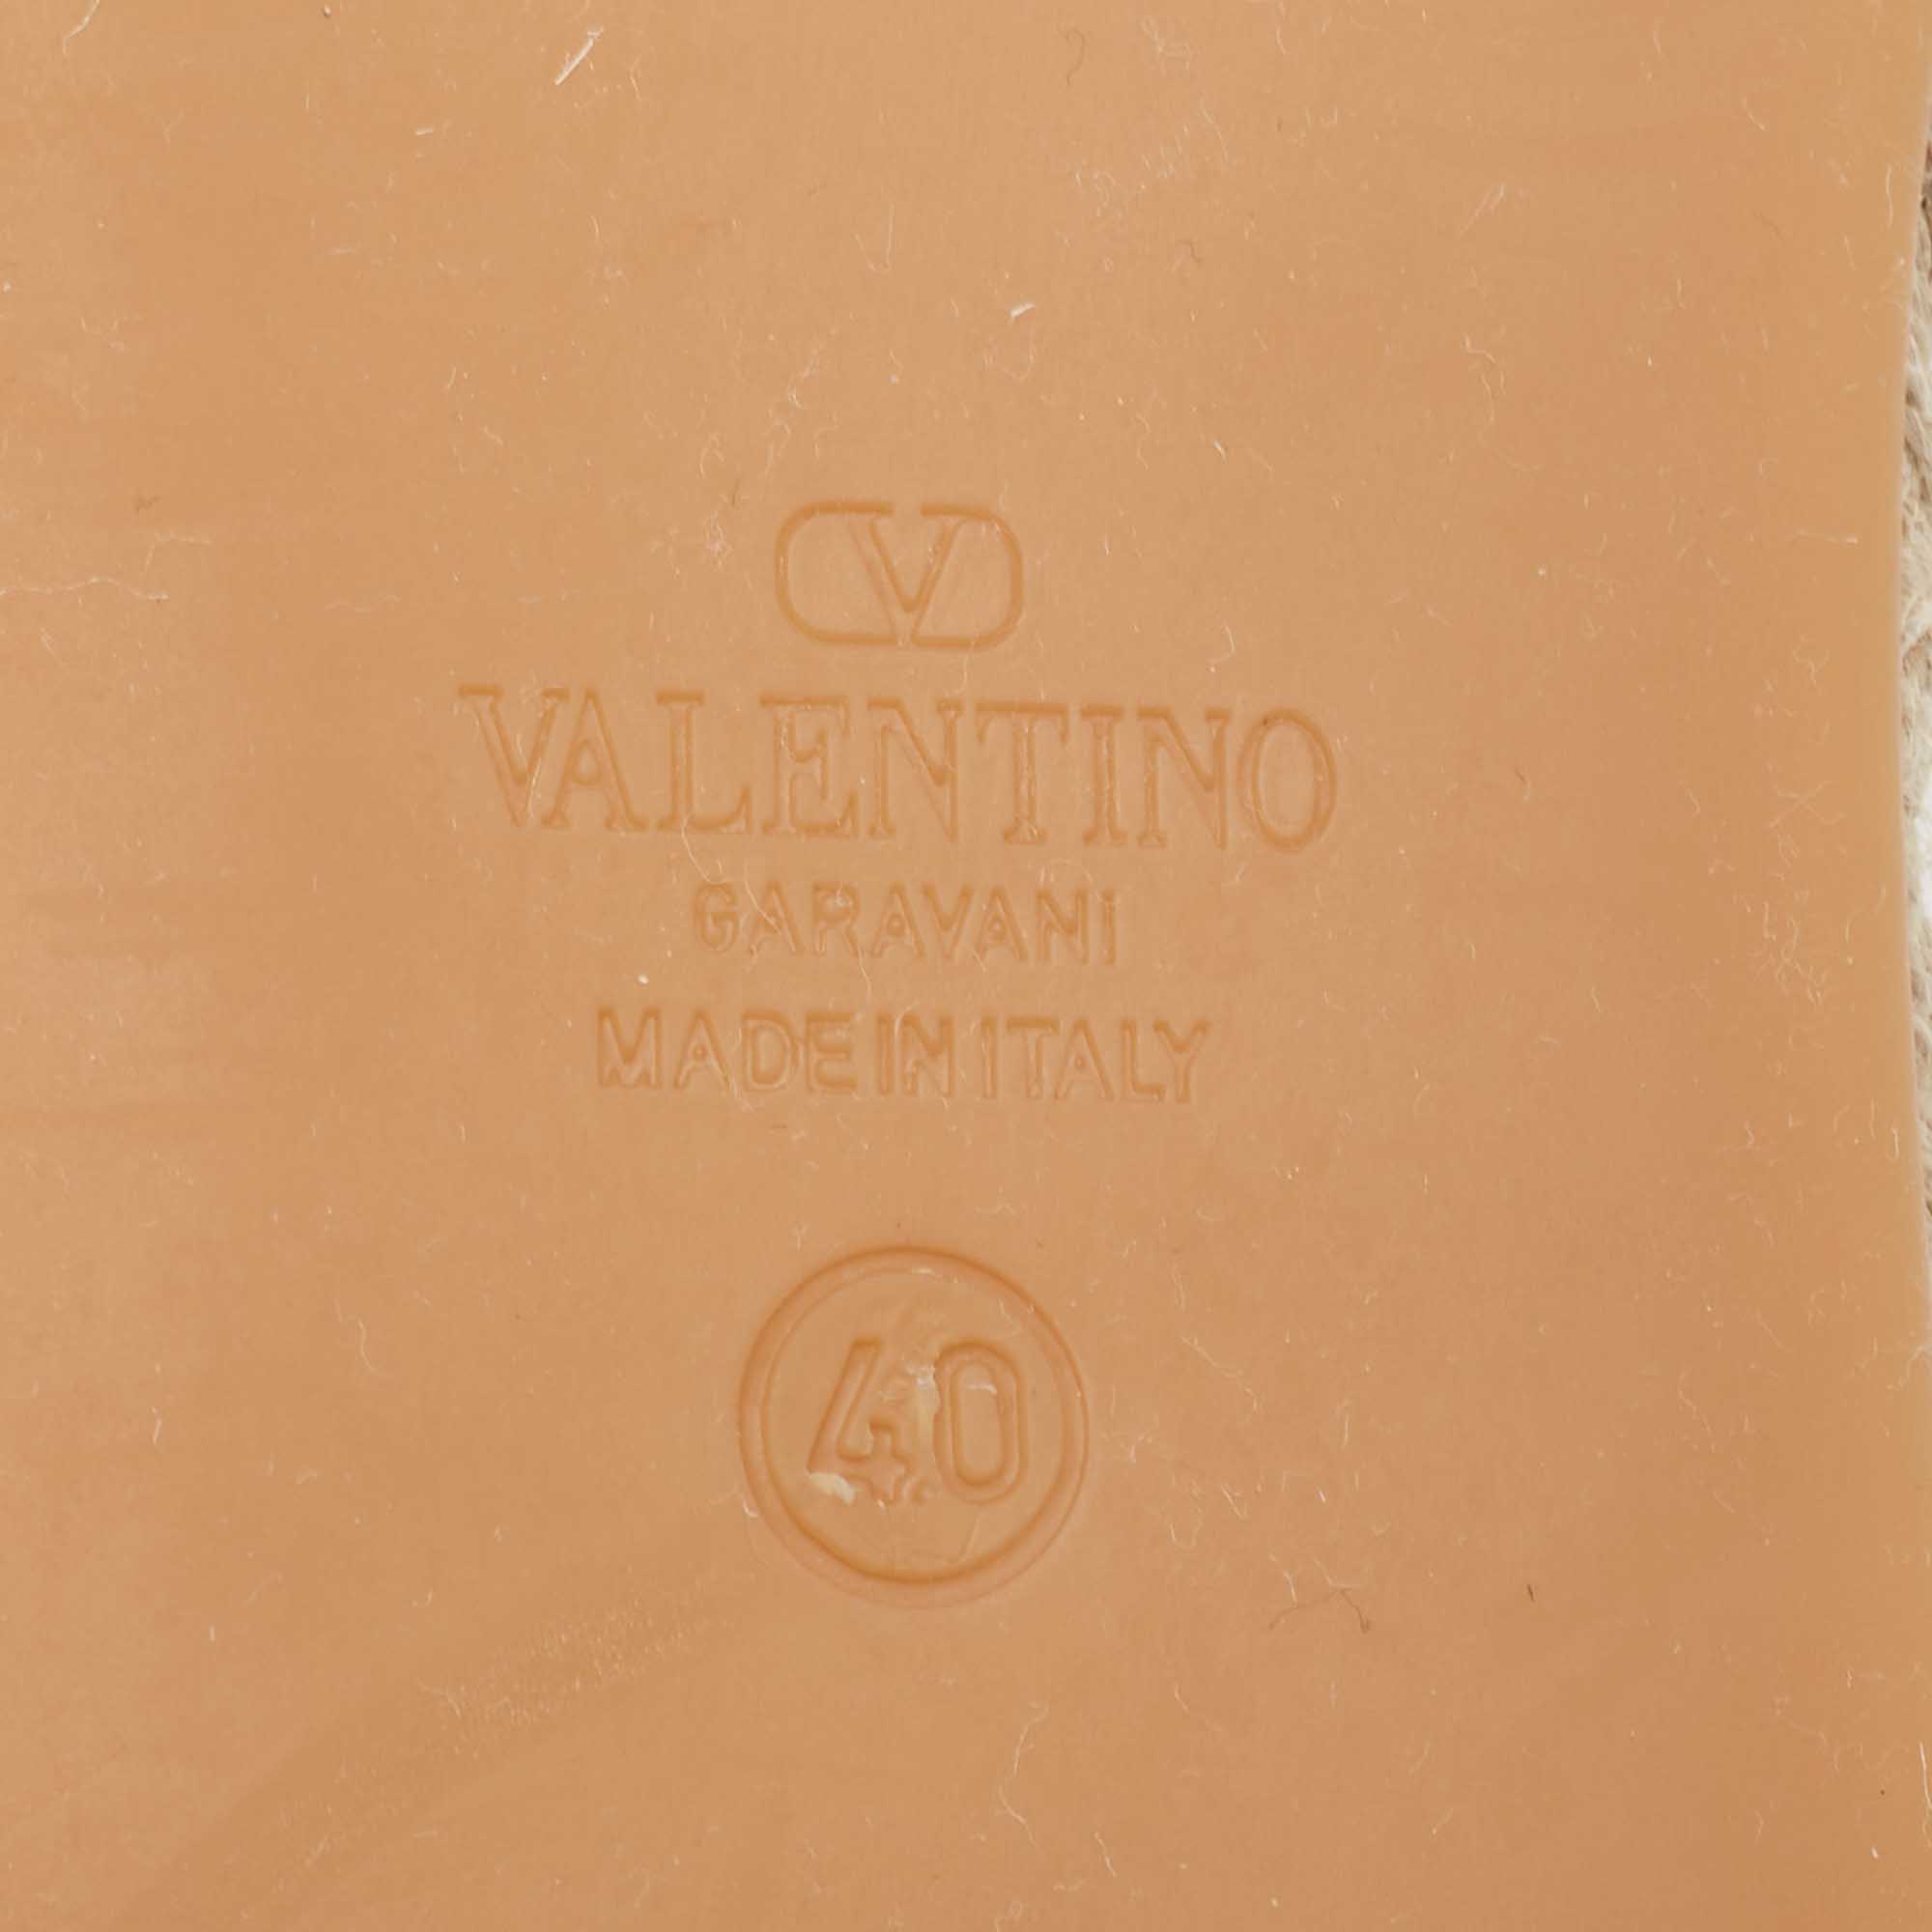 V
VALENTINO
GARAVANI
MADE IN ITALY
40